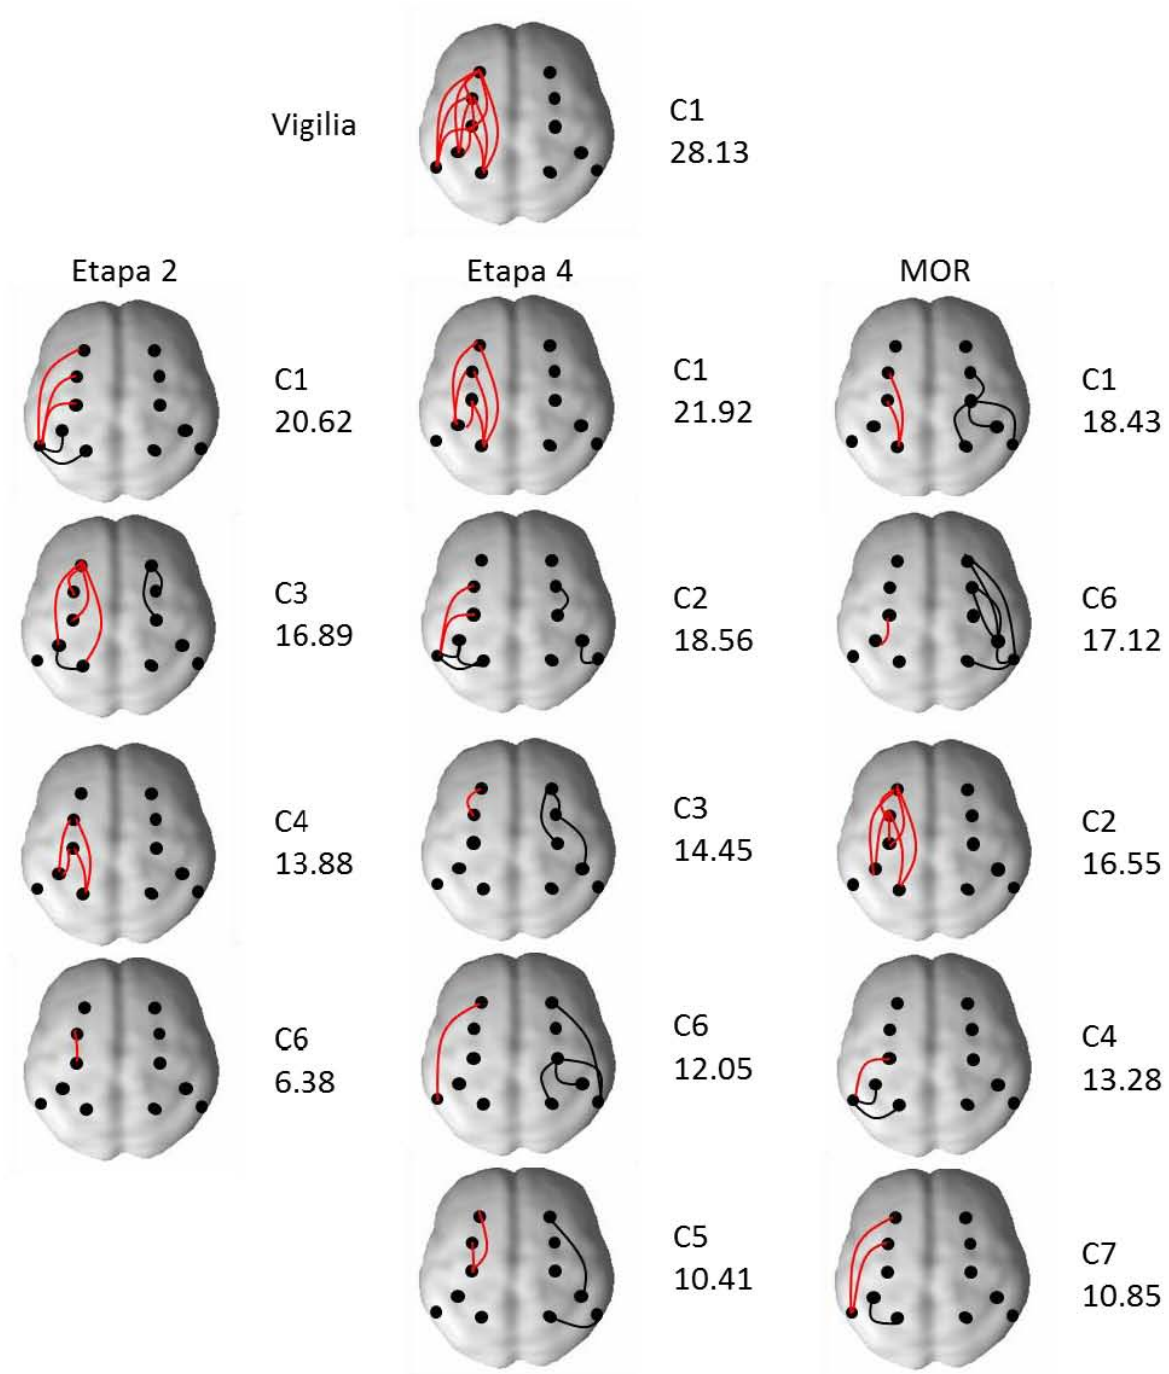 Vigilia
C1
28.13
Etapa 2
Etapa 4
MOR
C1
20.62
C1
21.92
C1
18.43
C3
16.89
C2
18.56
C6
17.12
C4
13.88
C3
14.45
C2
16.55
C6
6.38
C6
12.05
C4
13.28
C5
10.41
C7
10.85